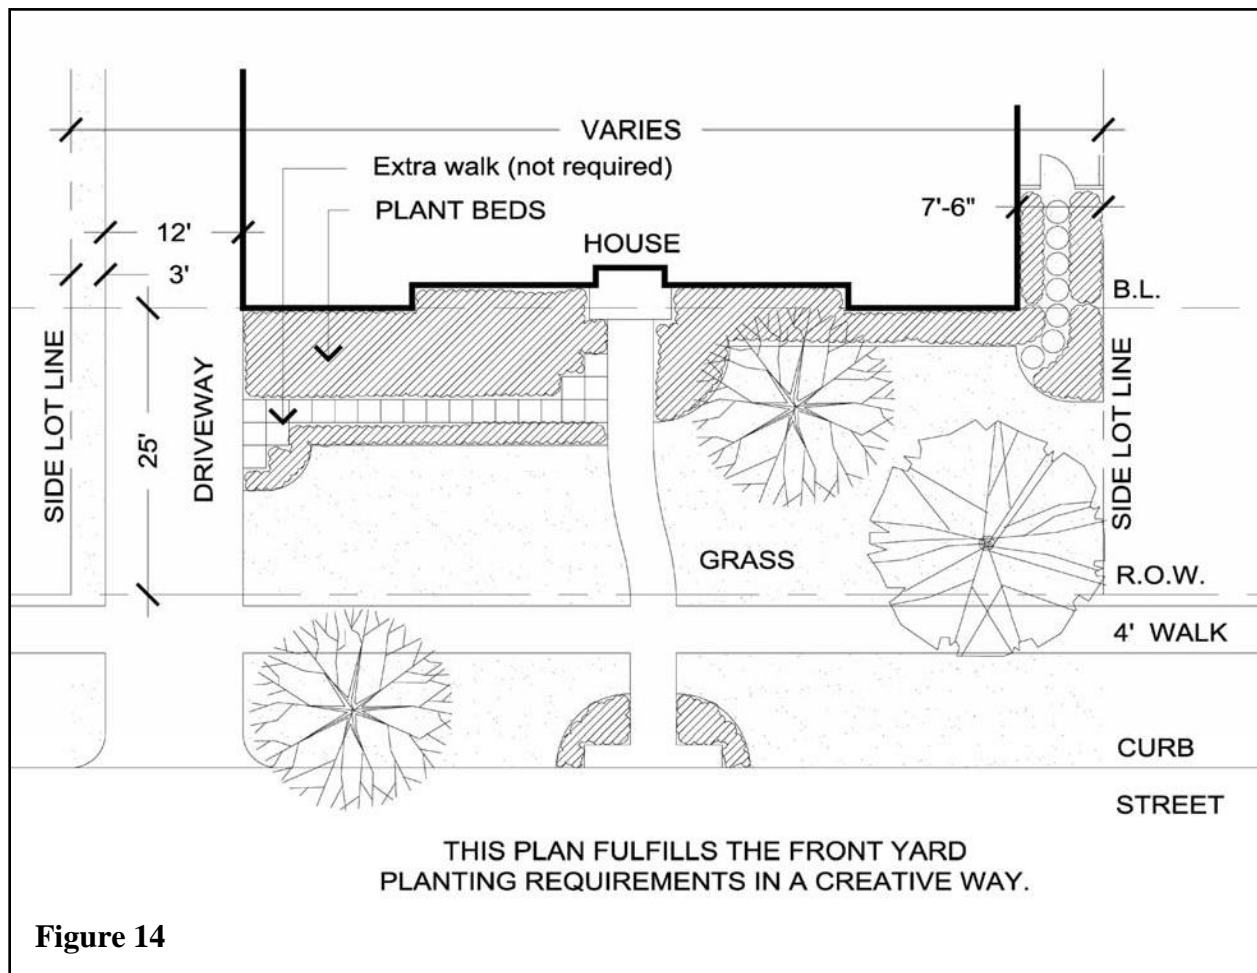 VARIES
Extra walk (not required)
PLANT BEDS
7'-6"
12'
HOUSE
3'
B.L.
SIDE LOT LINE
25'
DRIVEWAY
SIDE LOT LINE
GRASS
R.O.W.
4' WALK
CURB
STREET
THIS PLAN FULFILLS THE FRONT YARD
PLANTING REQUIREMENTS IN A CREATIVE WAY.
Figure 14